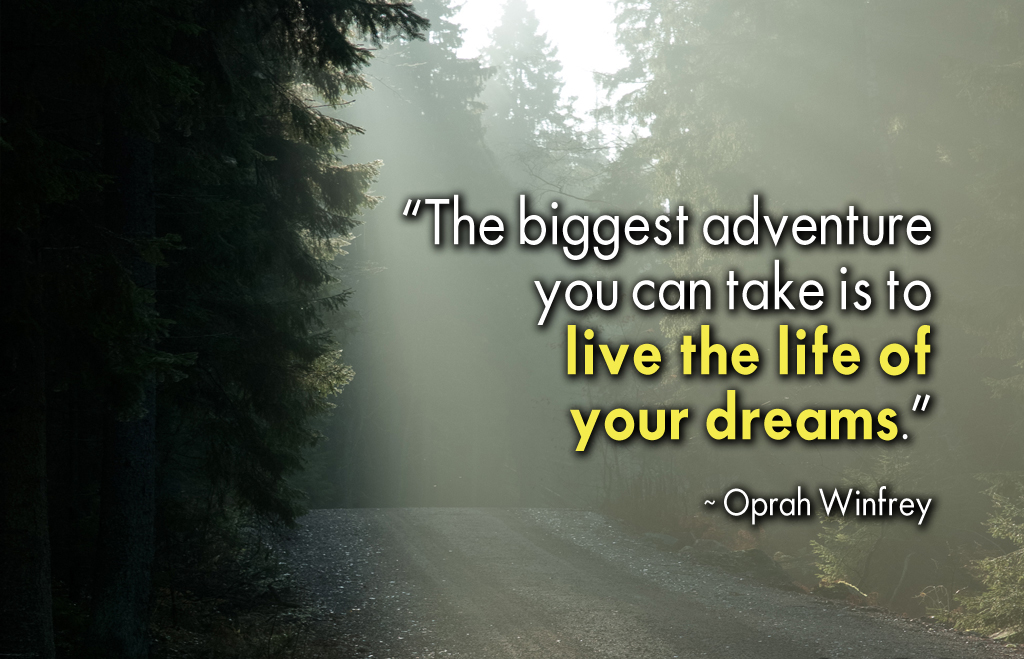 “The biggest adventure
you can take is to
live the life of
your dreams.”
~ Oprah Winfrey